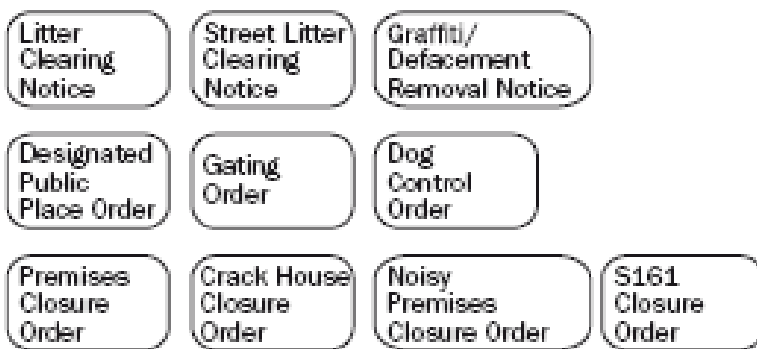 Litter
Clearing
Notice
Street Litter
Clearing
Notice
Graffiti/
Defacement
Removal Notice
Designated
Public
Place Order
Gating
Order
Dog
Control
Order
Premises
Closure
Order
Crack House
Closure
Order
Noisy
Premises
Closure Order
S161
Closure
Order